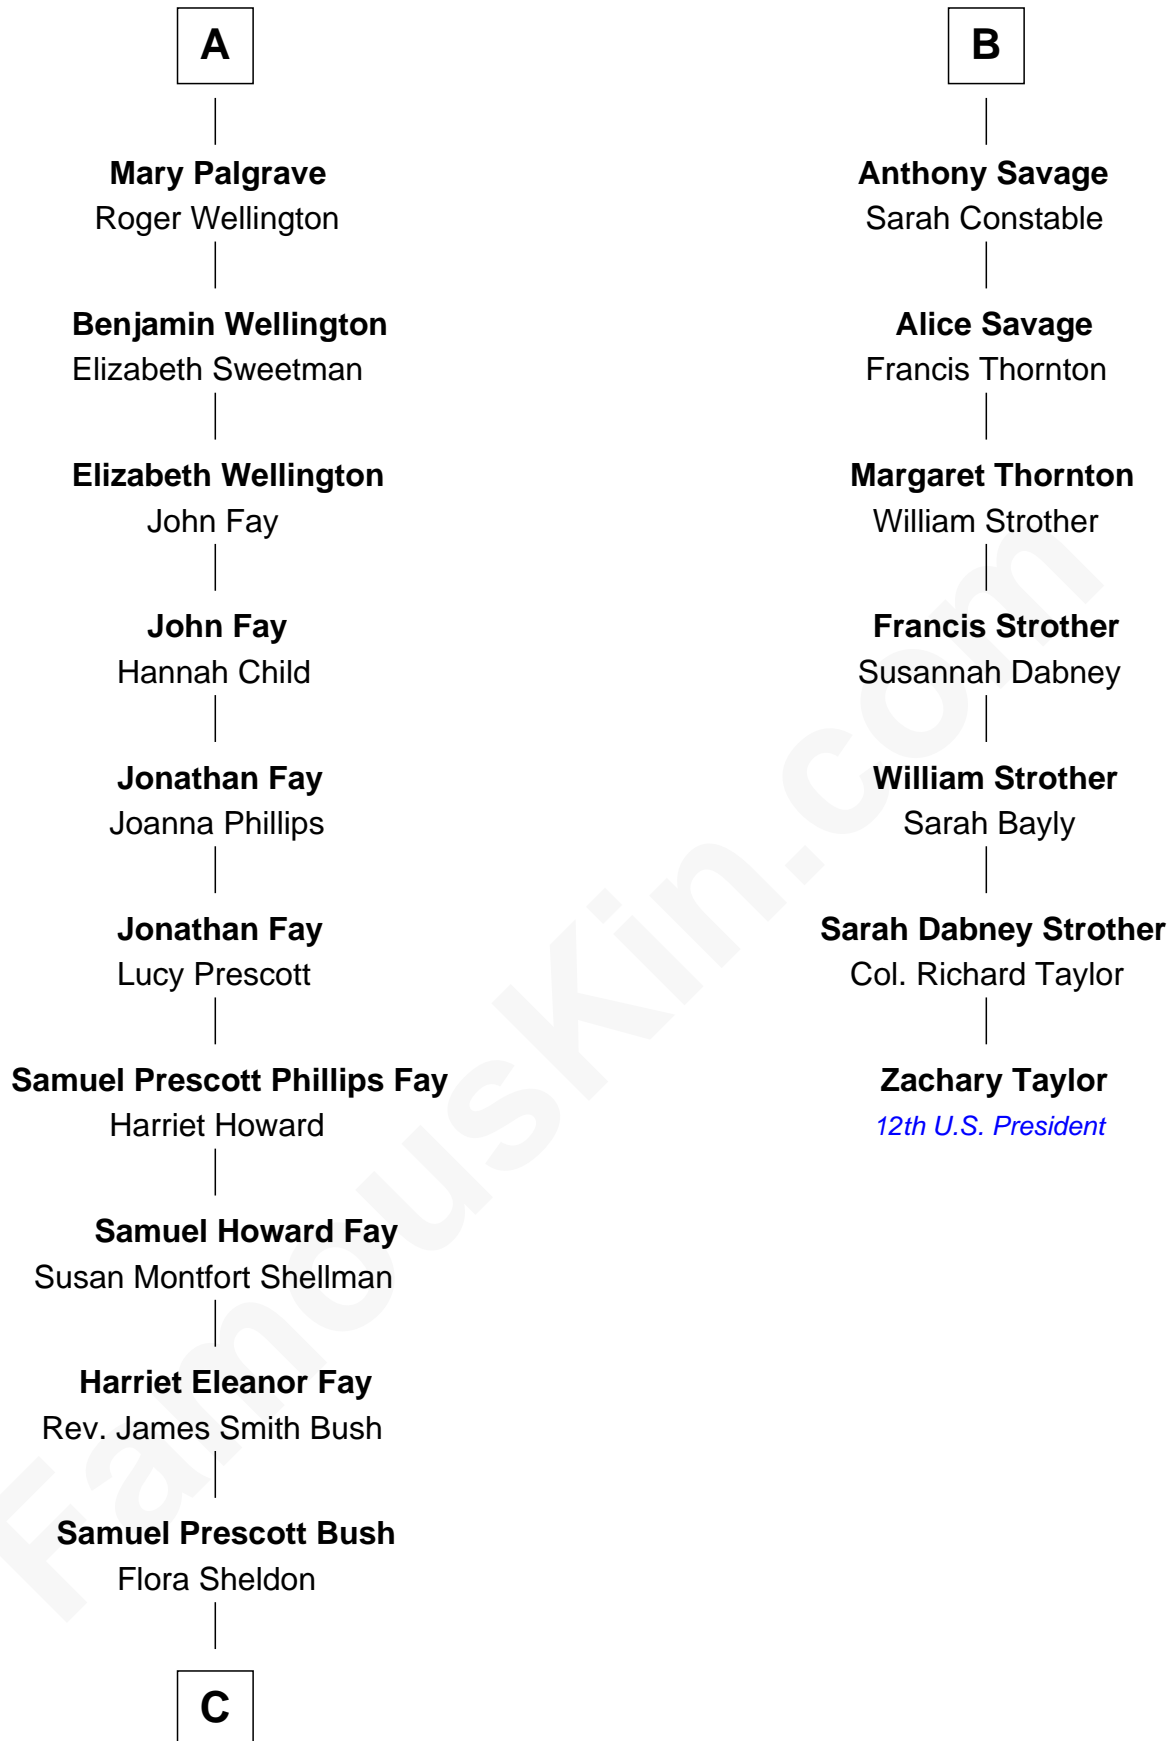 A
Mary Palgrave
Roger Wellington
Benjamin Wellington
Elizabeth Sweetman
Elizabeth Wellington
John Fay
John Fay
Hannah Child
Jonathan Fay
Joanna Phillips
Jonathan Fay
Lucy Prescott
Samuel Prescott Phillips Fay
Harriet Howard
Samuel Howard Fay
Susan Montfort Shellman
Harriet Eleanor Fay
Rev. James Smith Bush
Samuel Prescott Bush
Flora Sheldon
C
B
Anthony Savage
Sarah Constable
Alice Savage
Francis Thornton
Margaret Thornton
William Strother
Francis Strother
Susannah Dabney
William Strother
Sarah Bayly
Sarah Dabney Strother
Col. Richard Taylor
Zachary Taylor
12th U.S. President
FamousKin.com